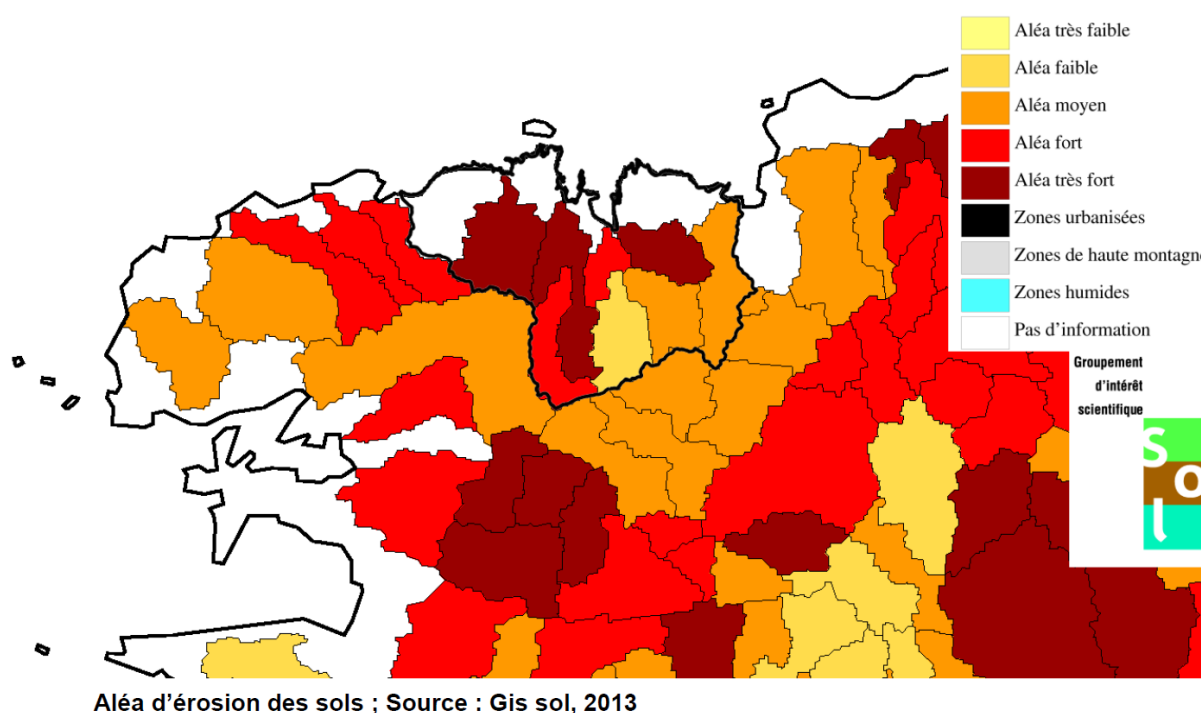 Aléa très faible
Aléa faible
Aléa moyen
Aléa fort
Aléa très fort
Zones urbanisées
Zones de haute montagne
Zones humides
Pas d'information
Groupement
d'intérêt
scientifique
S
o
l
Aléa d'érosion des sols ; Source : Gis sol, 2013